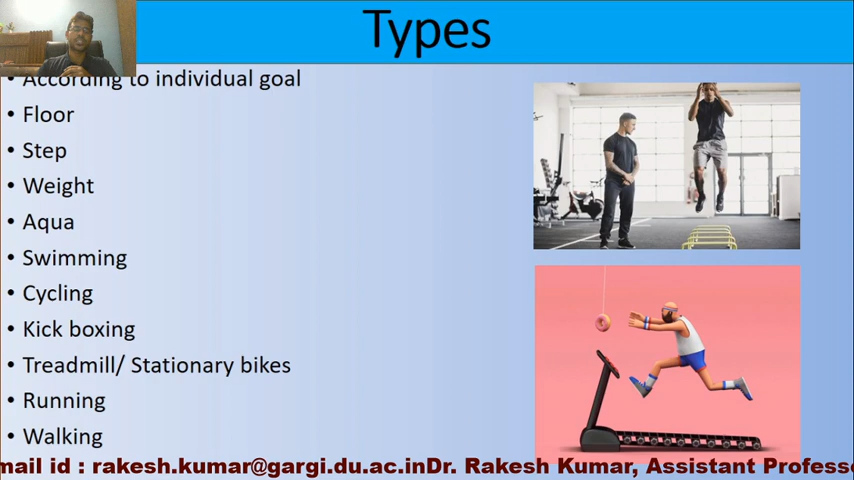 Types
• According to individual goal
• Floor
• Step
• Weight
• Aqua
• Swimming
• Cycling
• Kick boxing
• Treadmill/ Stationary bikes
• Running
• Walking
mail id : rakesh.kumar@gargi.du.ac.inDr. Rakesh Kumar, Assistant Professo